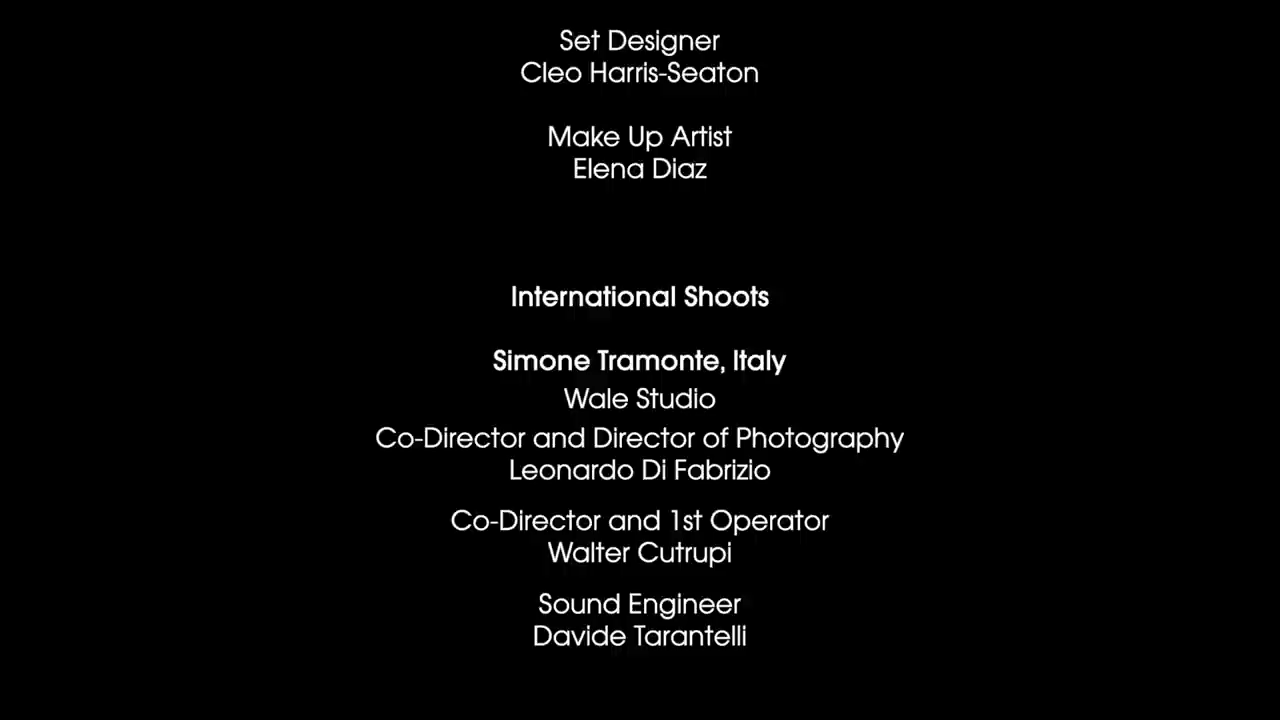 Set Designer
Cleo Harris-Seaton
Make Up Artist
Elena Diaz
International Shoots
Simone Tramonte, Italy
Wale Studio
Co-Director and Director of Photography
Leonardo Di Fabrizio
Co-Director and 1st Operator
Walter Cutrupi
Sound Engineer
Davide Tarantelli